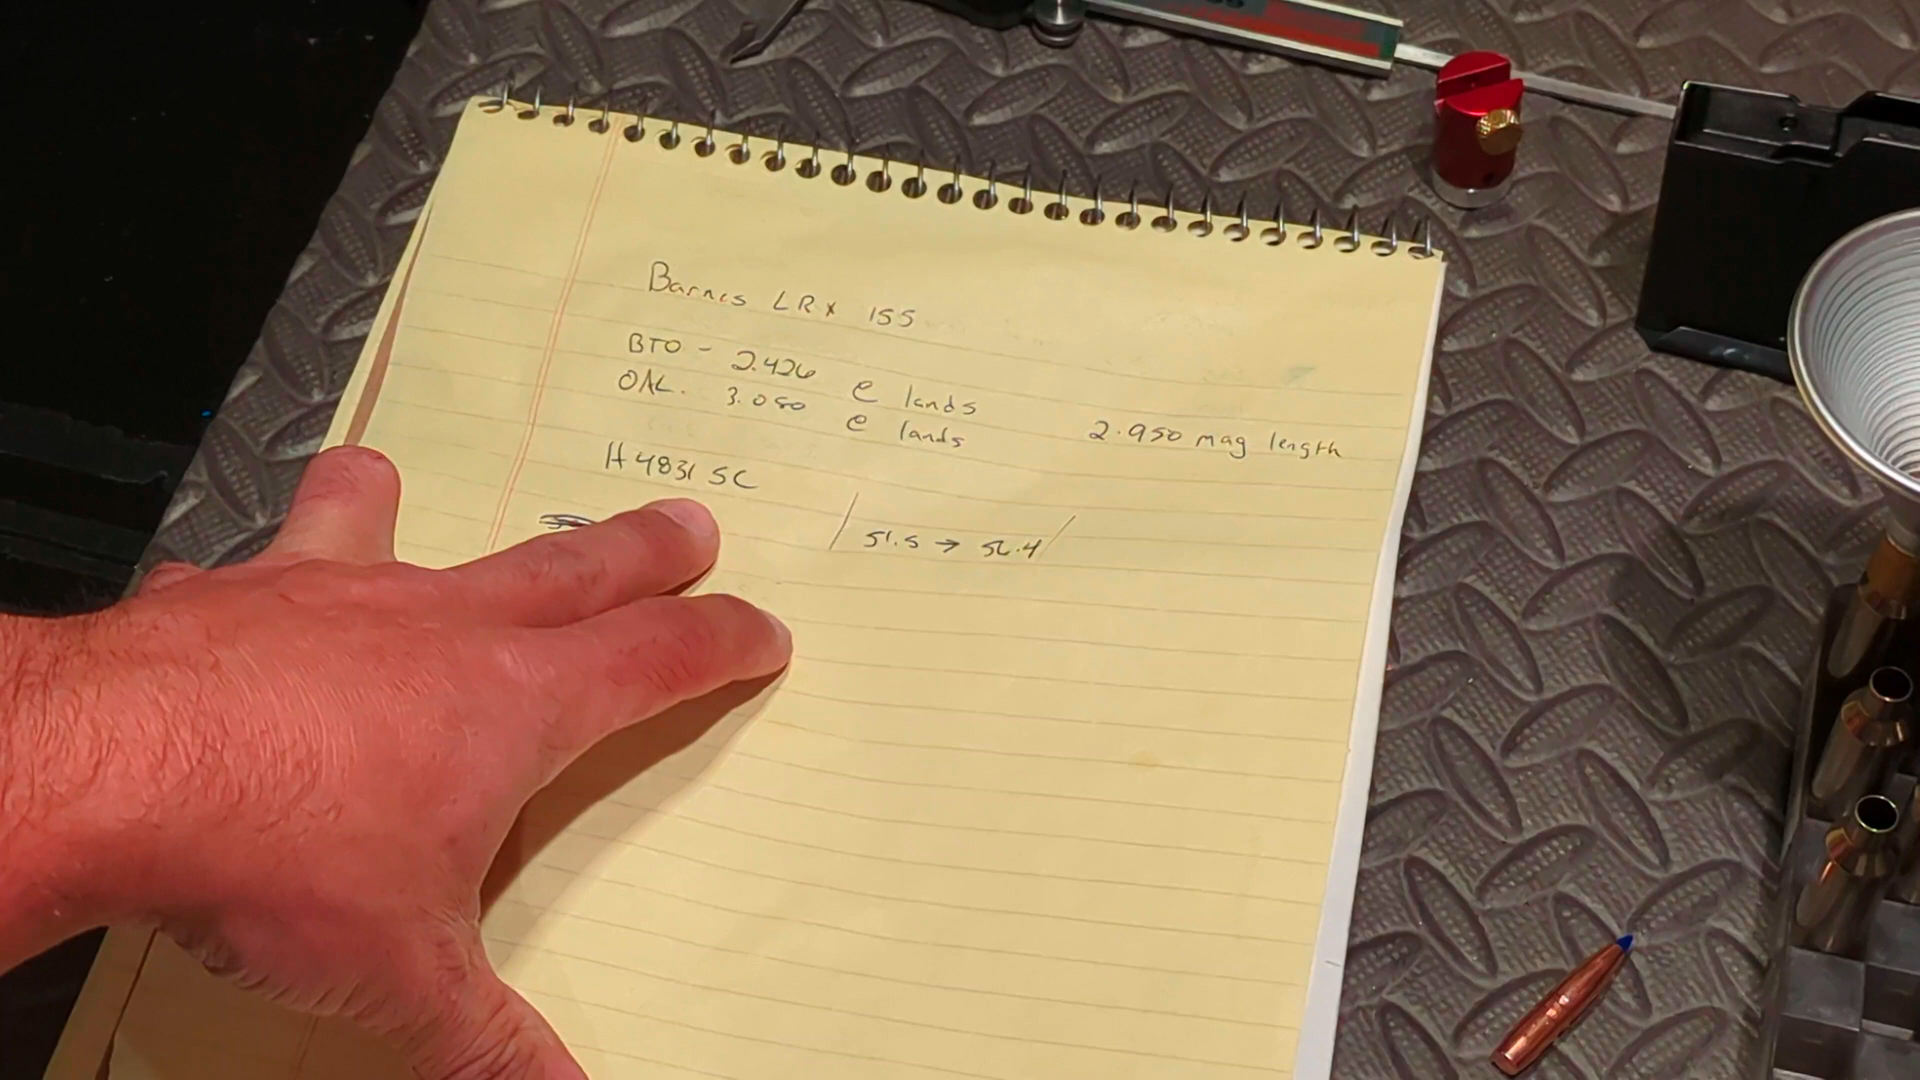 Barnes LRX 155
BTO - 2.426 @ lands
OAL. 3.080 @ lands
2.950 mag length
H4831 SC
51.5 → 56.4